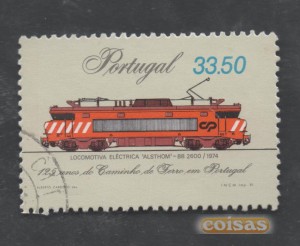 Portugal 33.50
LOCOMOTIVA ELÉCTRICA "ALSTHOM" - BB 2600 / 1974
125 anos de Caminho de Ferro em Portugal
coisas